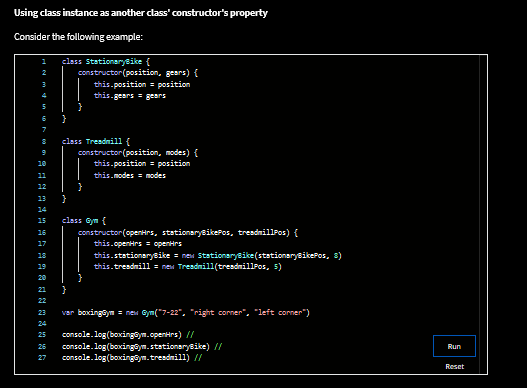 Using class instance as another class' constructor's property
Consider the following example:
1 class StationaryBike {
2 constructor(position, gears) {
3 this.position = position
4 this.gears = gears
5 }
6 }
7
8 class Treadmill {
9 constructor(position, modes) {
10 this.position = position
11 this.modes = modes
12 }
13 }
14
15 class Gym {
16 constructor(openHrs, stationaryBikePos, treadmillPos) {
17 this.openHrs = openHrs
18 this.stationaryBike = new StationaryBike(stationaryBikePos, 8)
19 this.treadmill = new Treadmill(treadmillPos, 5)
20 }
21 }
22
23 var boxingGym = new Gym("7-22", "right corner", "left corner")
24
25 console.log(boxingGym.openHrs) //
26 console.log(boxingGym.stationaryBike) //
27 console.log(boxingGym.treadmill) //
Run
Reset